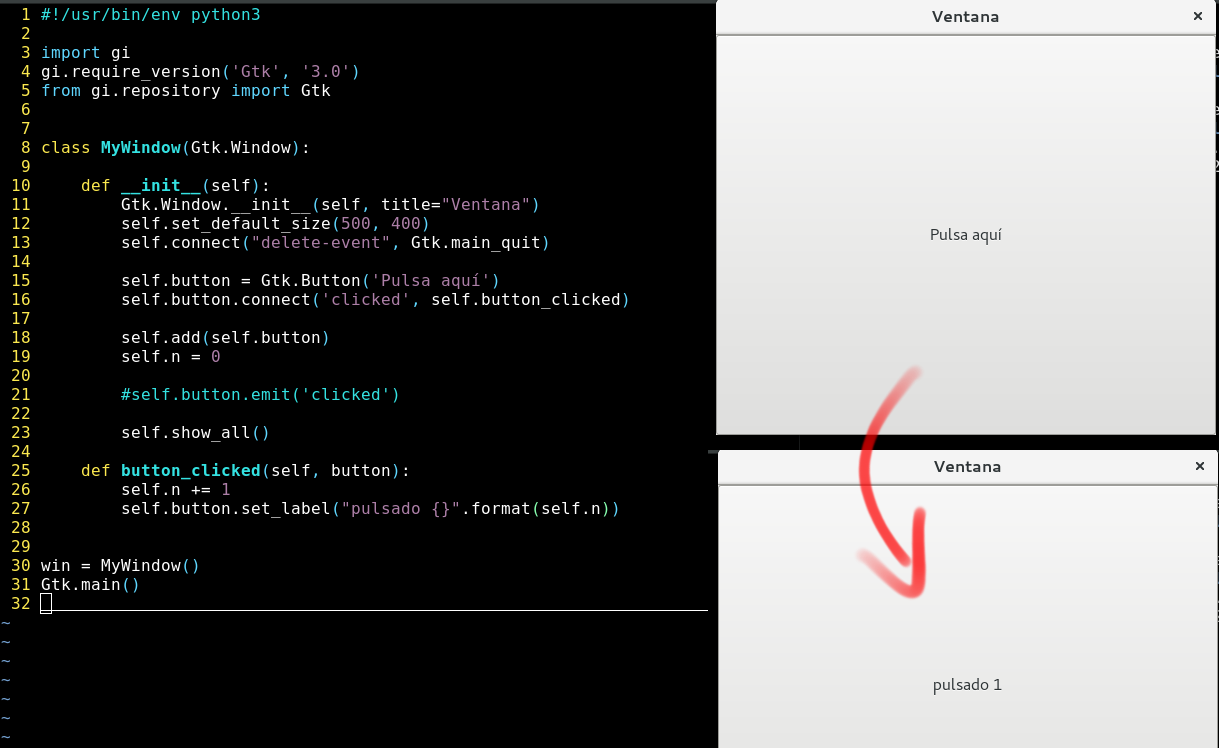 1 #!/usr/bin/env python3
2
3 import gi
4 gi.require_version('Gtk', '3.0')
5 from gi.repository import Gtk
6
7
8 class MyWindow(Gtk.Window):
9
10     def __init__(self):
11         Gtk.Window.__init__(self, title="Ventana")
12         self.set_default_size(500, 400)
13         self.connect("delete-event", Gtk.main_quit)
14
15         self.button = Gtk.Button('Pulsa aquí')
16         self.button.connect('clicked', self.button_clicked)
17
18         self.add(self.button)
19         self.n = 0
20
21         #self.button.emit('clicked')
22
23         self.show_all()
24
25     def button_clicked(self, button):
26         self.n += 1
27         self.button.set_label("pulsado {}".format(self.n))
28
29
30 win = MyWindow()
31 Gtk.main()
32
~
~
~
~
~
~
~
Ventana ×
Pulsa aquí
Ventana ×
pulsado 1